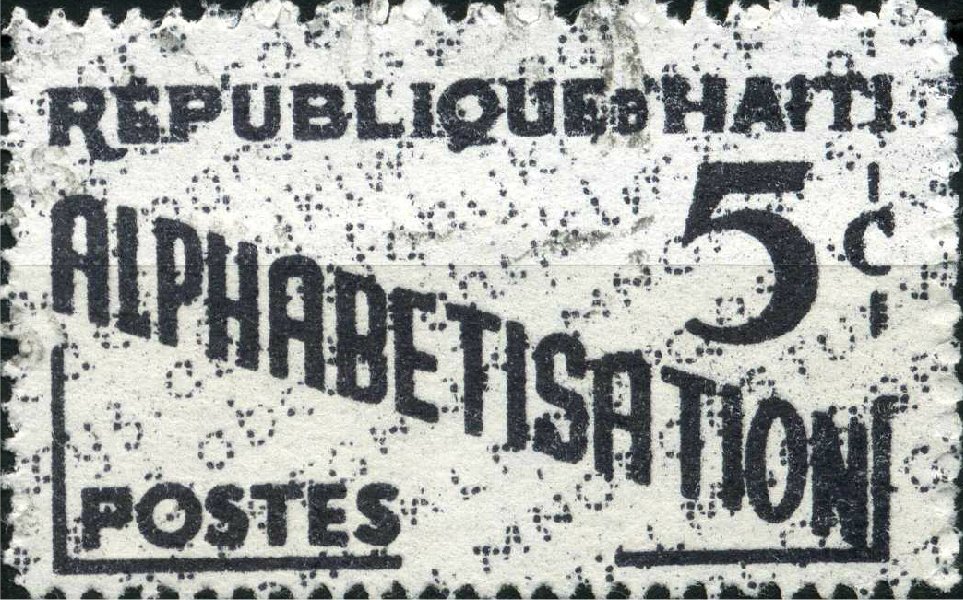 RÉPUBLIQUE D'HAITI
5 c
ALPHABETISATION
POSTES